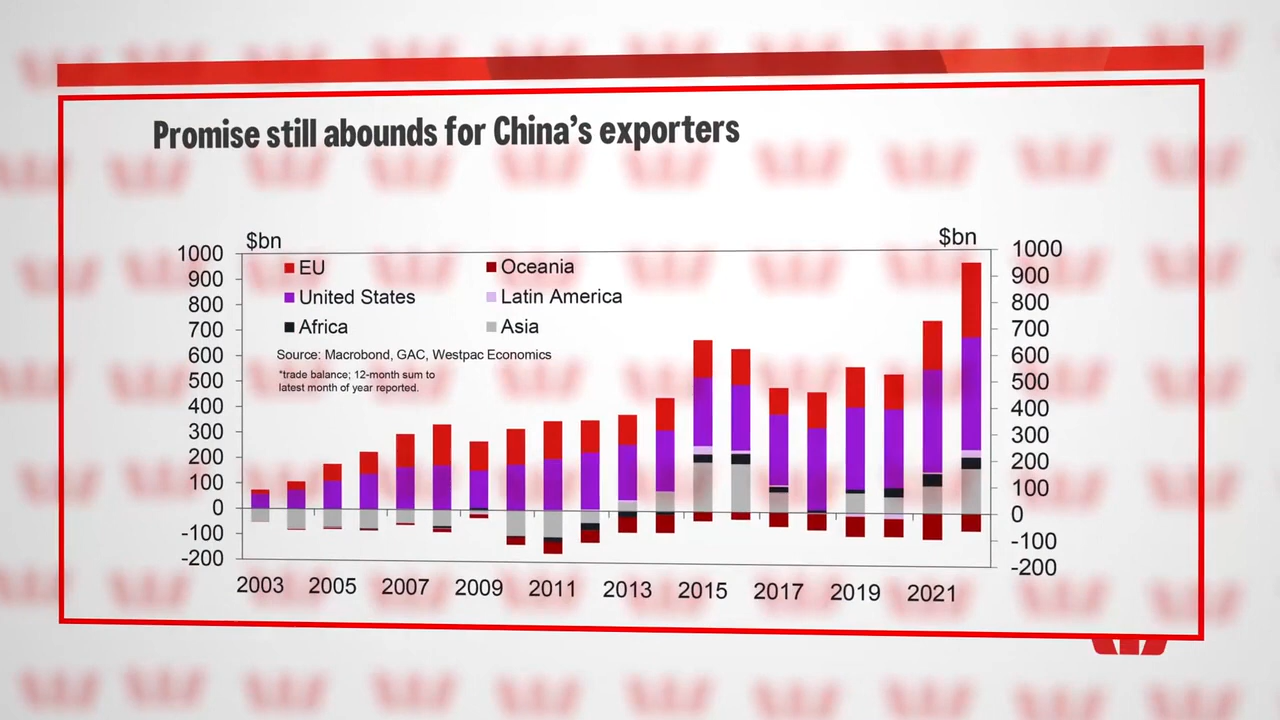 Promise still abounds for China's exporters
$bn
$bn
1000
900
800
700
600
500
400
300
200
100
0
-100
-200
EU
Oceania
United States
Latin America
Africa
Asia
Source: Macrobond, GAC, Westpac Economics
*trade balance; 12-month sum to
latest month of year reported.
1000
900
800
700
600
500
400
300
200
100
0
-100
-200
2003 2005 2007 2009 2011 2013 2015 2017 2019 2021